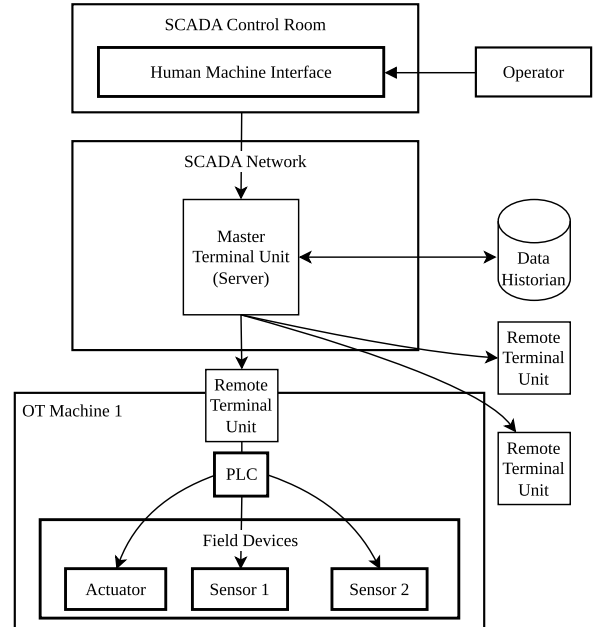 SCADA Control Room
Human Machine Interface
Operator
SCADA Network
Master
Terminal Unit
(Server)
Data
Historian
Remote
Terminal
Unit
Remote
Terminal
Unit
OT Machine 1
Remote
Terminal
Unit
PLC
Field Devices
Actuator
Sensor 1
Sensor 2